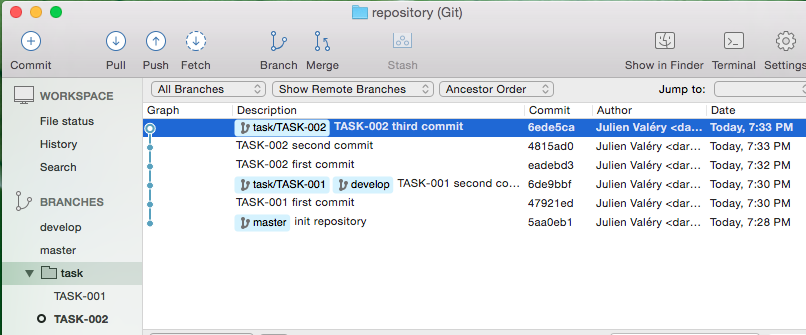 repository (Git)
Commit Pull Push Fetch Branch Merge Stash Show in Finder Terminal Settings
WORKSPACE
File status
History
Search
BRANCHES
develop
master
task
TASK-001
TASK-002
All Branches Show Remote Branches Ancestor Order Jump to:
Graph Description Commit Author Date
task/TASK-002 TASK-002 third commit 6ede5ca Julien Valéry <dar... Today, 7:33 PM
TASK-002 second commit 4815ad0 Julien Valéry <dar... Today, 7:33 PM
TASK-002 first commit eadebd3 Julien Valéry <dar... Today, 7:32 PM
task/TASK-001 develop TASK-001 second co... 6de9bbf Julien Valéry <dar... Today, 7:30 PM
TASK-001 first commit 47921ed Julien Valéry <dar... Today, 7:30 PM
master init repository 5aa0eb1 Julien Valéry <dar... Today, 7:28 PM